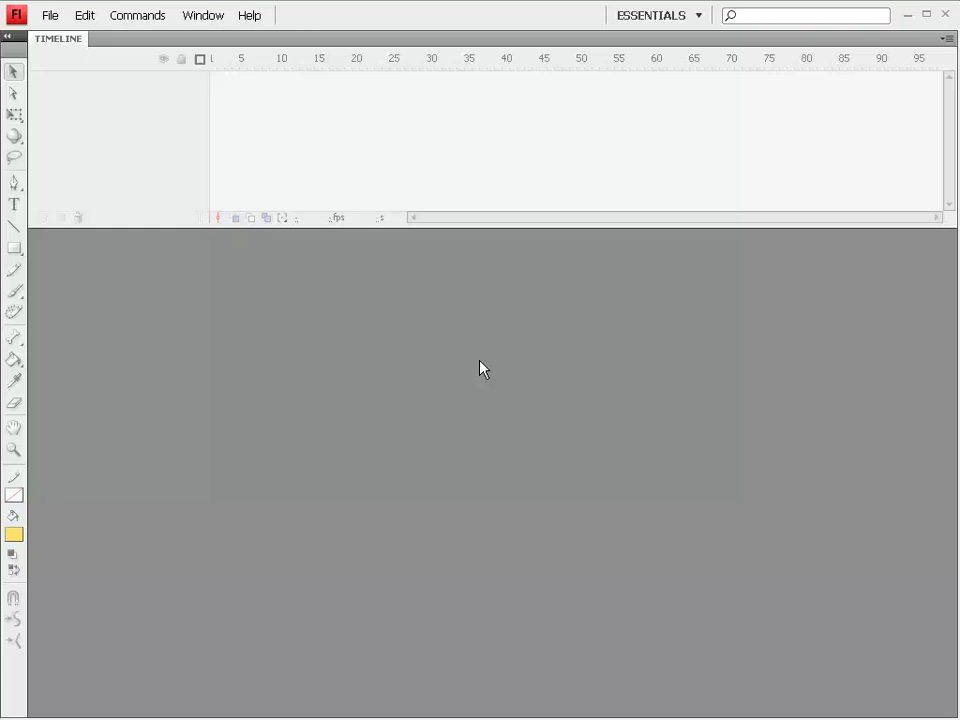 Fl File Edit Commands Window Help ESSENTIALS
TIMELINE
1 5 10 15 20 25 30 35 40 45 50 55 60 65 70 75 80 85 90 95
fps s
T